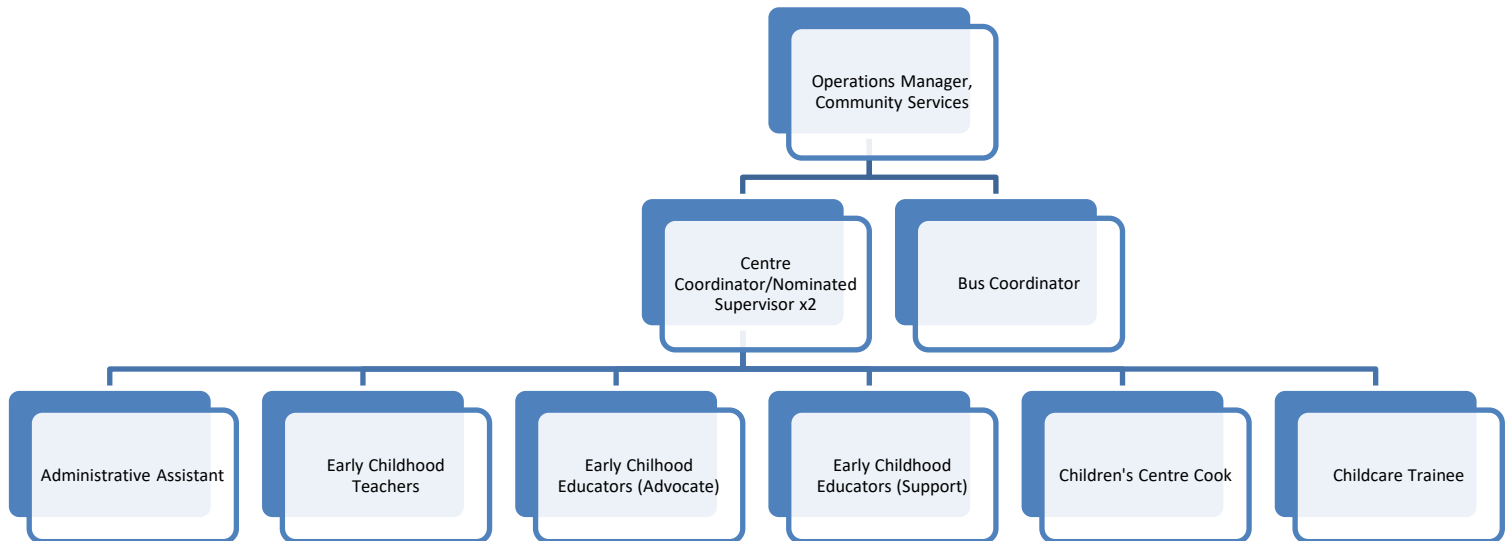 Operations Manager,
Community Services
Centre
Coordinator/Nominated
Supervisor x2
Bus Coordinator
Administrative Assistant
Early Childhood
Teachers
Early Chilhood
Educators (Advocate)
Early Childhood
Educators (Support)
Children's Centre Cook
Childcare Trainee